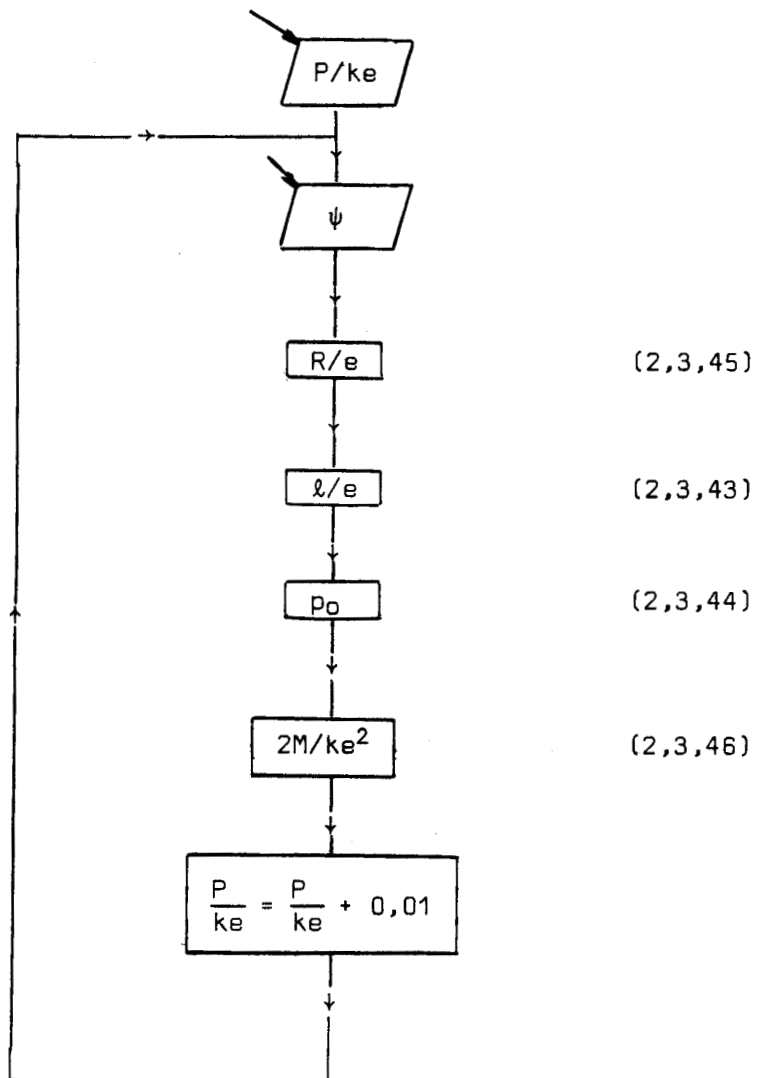 P/ke
ψ
R/e (2,3,45)
ℓ/e (2,3,43)
p₀ (2,3,44)
2M/ke² (2,3,46)
P/ke = P/ke + 0,01